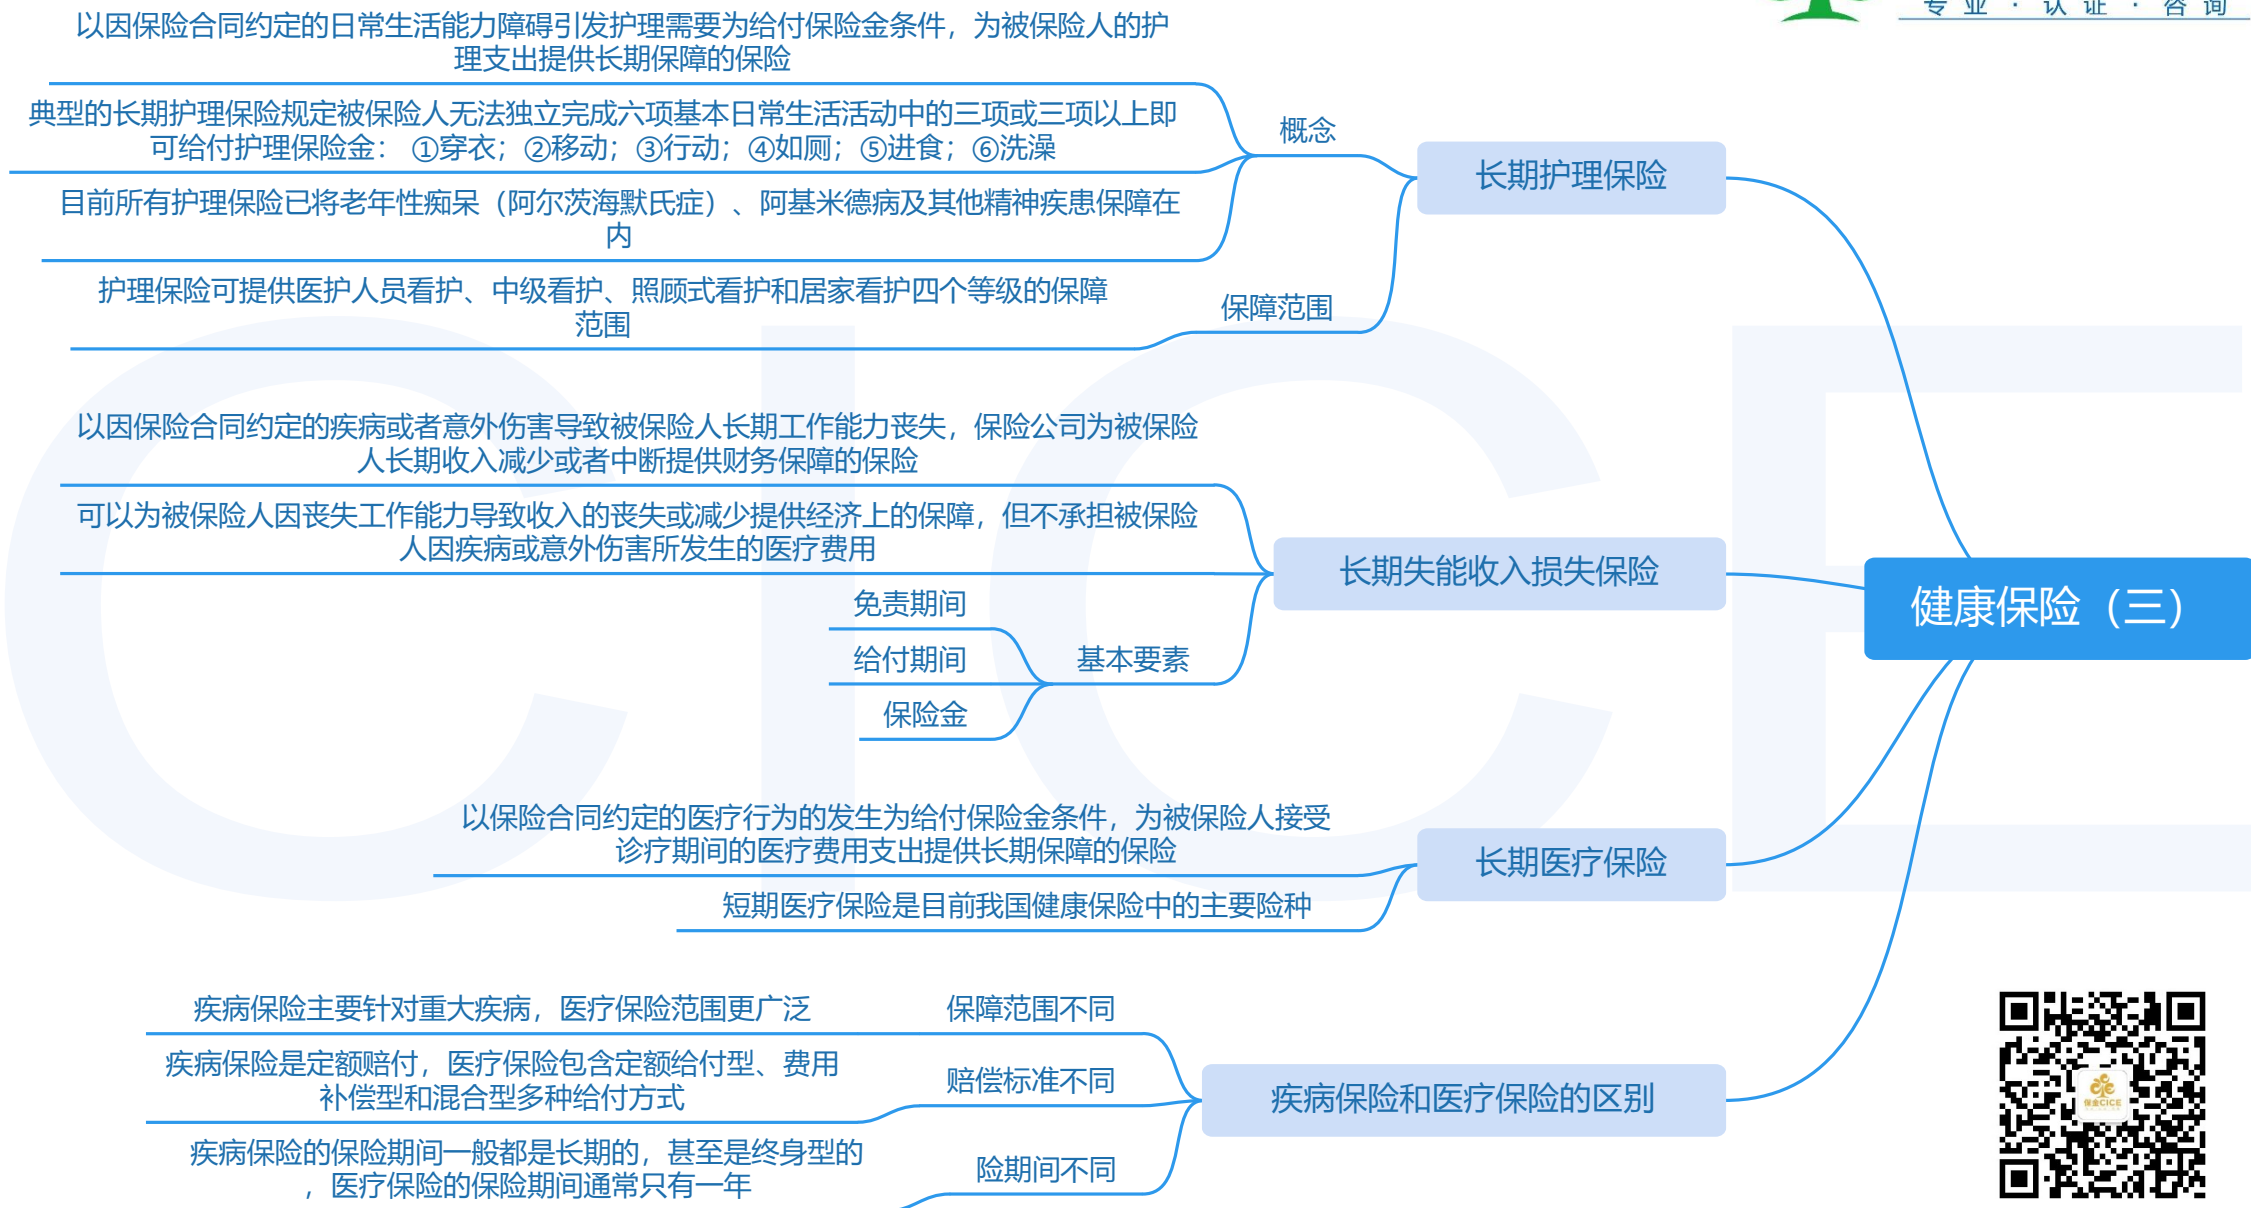 专 业 · 认 证 · 咨 询
以因保险合同约定的日常生活能力障碍引发护理需要为给付保险金条件，为被保险人的护
理支出提供长期保障的保险
典型的长期护理保险规定被保险人无法独立完成六项基本日常生活活动中的三项或三项以上即
可给付护理保险金： ①穿衣；②移动；③行动；④如厕；⑤进食；⑥洗澡
概念
目前所有护理保险已将老年性痴呆（阿尔茨海默氏症）、阿基米德病及其他精神疾患保障在
内
长期护理保险
护理保险可提供医护人员看护、中级看护、照顾式看护和居家看护四个等级的保障
范围
保障范围
以因保险合同约定的疾病或者意外伤害导致被保险人长期工作能力丧失，保险公司为被保险
人长期收入减少或者中断提供财务保障的保险
可以为被保险人因丧失工作能力导致收入的丧失或减少提供经济上的保障，但不承担被保险
人因疾病或意外伤害所发生的医疗费用
长期失能收入损失保险
免责期间
给付期间
保险金
基本要素
健康保险（三）
以保险合同约定的医疗行为的发生为给付保险金条件，为被保险人接受
诊疗期间的医疗费用支出提供长期保障的保险
短期医疗保险是目前我国健康保险中的主要险种
长期医疗保险
疾病保险主要针对重大疾病，医疗保险范围更广泛
保障范围不同
疾病保险是定额赔付，医疗保险包含定额给付型、费用
补偿型和混合型多种给付方式
赔偿标准不同
疾病保险和医疗保险的区别
疾病保险的保险期间一般都是长期的，甚至是终身型的
，医疗保险的保险期间通常只有一年
险期间不同
保金CICE
CICE